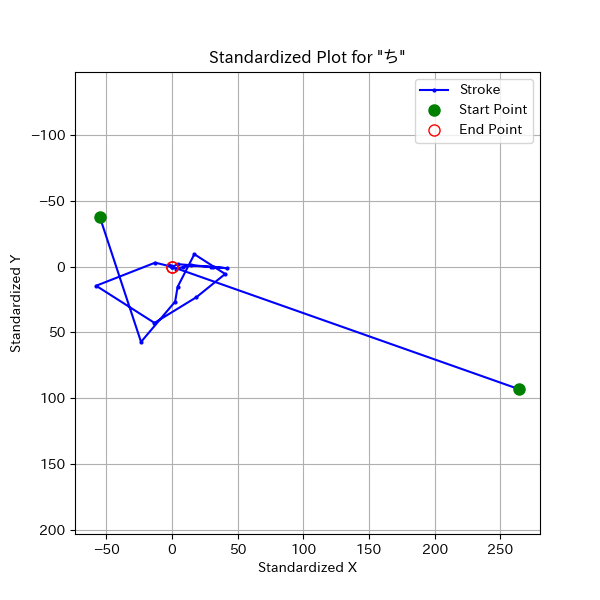 Standardized Plot for "ち"
Stroke
Start Point
End Point
−100
−50
0
50
100
150
200
Standardized Y
−50 0 50 100 150 200 250
Standardized X